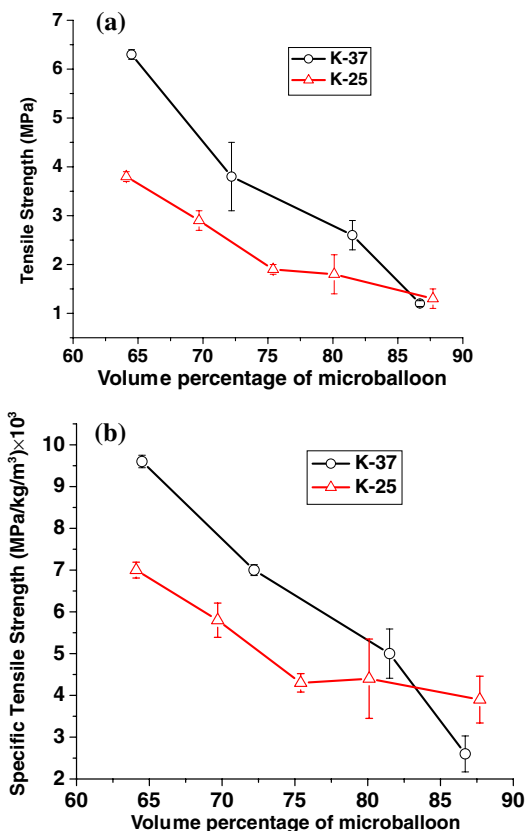 (a)
K-37
K-25
Tensile Strength (MPa)
7
6
5
4
3
2
1
60 65 70 75 80 85 90
Volume percentage of microballoon
(b)
K-37
K-25
Specific Tensile Strength (MPa/kg/m³)×10³
10
9
8
7
6
5
4
3
2
60 65 70 75 80 85 90
Volume percentage of microballoon